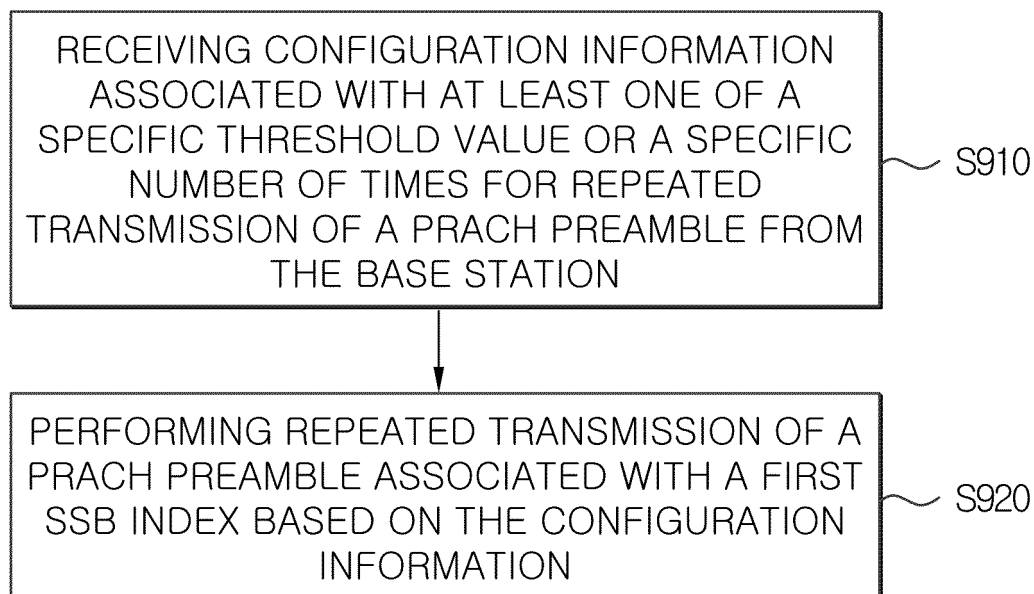 RECEIVING CONFIGURATION INFORMATION
ASSOCIATED WITH AT LEAST ONE OF A
SPECIFIC THRESHOLD VALUE OR A SPECIFIC
NUMBER OF TIMES FOR REPEATED
TRANSMISSION OF A PRACH PREAMBLE FROM
THE BASE STATION
S910
PERFORMING REPEATED TRANSMISSION OF A
PRACH PREAMBLE ASSOCIATED WITH A FIRST
SSB INDEX BASED ON THE CONFIGURATION
INFORMATION
S920